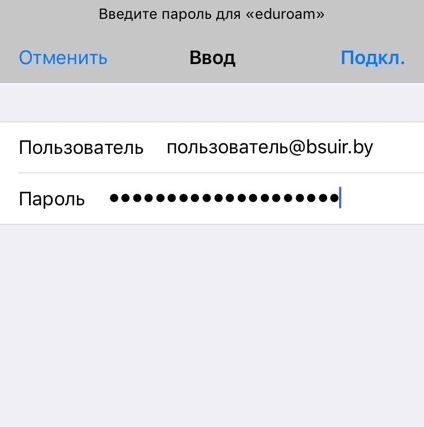 Введите пароль для «eduroam»
Отменить Ввод Подкл.
Пользователь пользователь@bsuir.by
Пароль ••••••••••••••••••••